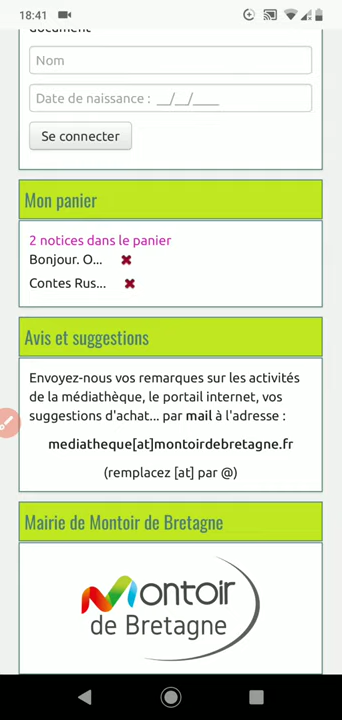 18:41
document
Nom
Date de naissance : __/__/____
Se connecter
Mon panier
2 notices dans le panier
Bonjour. O...
Contes Rus...
Avis et suggestions
Envoyez-nous vos remarques sur les activités
de la médiathèque, le portail internet, vos
suggestions d'achat... par mail à l'adresse :
mediatheque[at]montoirdebretagne.fr
(remplacez [at] par @)
Mairie de Montoir de Bretagne
Montoir
de Bretagne